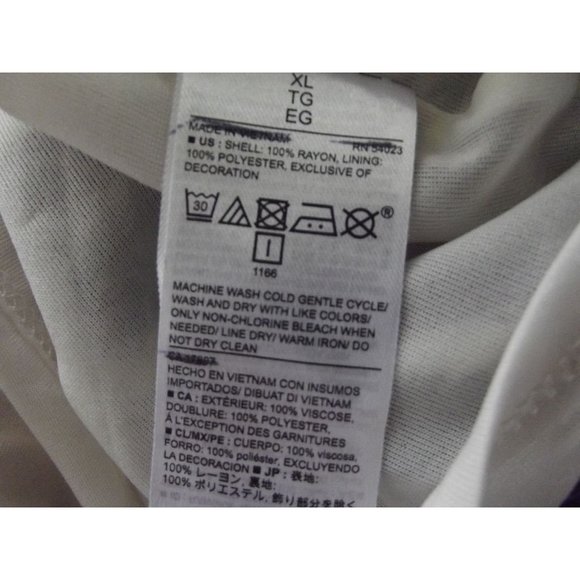 XL
TG
EG
MADE IN VIETNAM RN 54023
■ US : SHELL: 100% RAYON, LINING:
100% POLYESTER, EXCLUSIVE OF
DECORATION
30 ®
I
1166
MACHINE WASH COLD GENTLE CYCLE/
WASH AND DRY WITH LIKE COLORS/
ONLY NON-CHLORINE BLEACH WHEN
NEEDED/ LINE DRY/ WARM IRON/ DO
NOT DRY CLEAN
HECHO EN VIETNAM CON INSUMOS
IMPORTADOS/ DIBUAT DI VIETNAM
■ CA : EXTÉRIEUR: 100% VISCOSE,
DOUBLURE: 100% POLYESTER,
À L'EXCEPTION DES GARNITURES
■ CL/MX/PE : CUERPO: 100% viscosa,
FORRO: 100% poliéster, EXCLUYENDO
LA DECORACION ■ JP : 表地:
100% レーヨン, 裏地:
100% ポリエステル, 飾り部分を除く